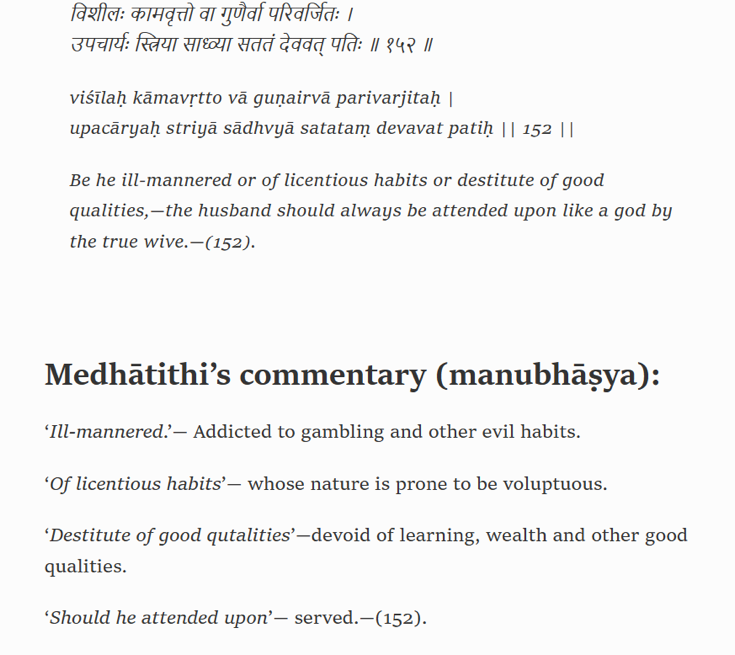 विशीलः कामवृत्तो वा गुणैर्वा परिवर्जितः ।
उपचार्यः स्त्रिया साध्व्या सततं देववत् पतिः ॥ १५२ ॥
viśīlaḥ kāmavṛtto vā guṇairvā parivarjitaḥ |
upacāryaḥ striyā sādhvyā satataṃ devavat patiḥ || 152 ||
Be he ill-mannered or of licentious habits or destitute of good
qualities,—the husband should always be attended upon like a god by
the true wive.—(152).
Medhātithi’s commentary (manubhāṣya):
‘Ill-mannered.’— Addicted to gambling and other evil habits.
‘Of licentious habits’— whose nature is prone to be voluptuous.
‘Destitute of good qutalities’—devoid of learning, wealth and other good
qualities.
‘Should he attended upon’— served.—(152).